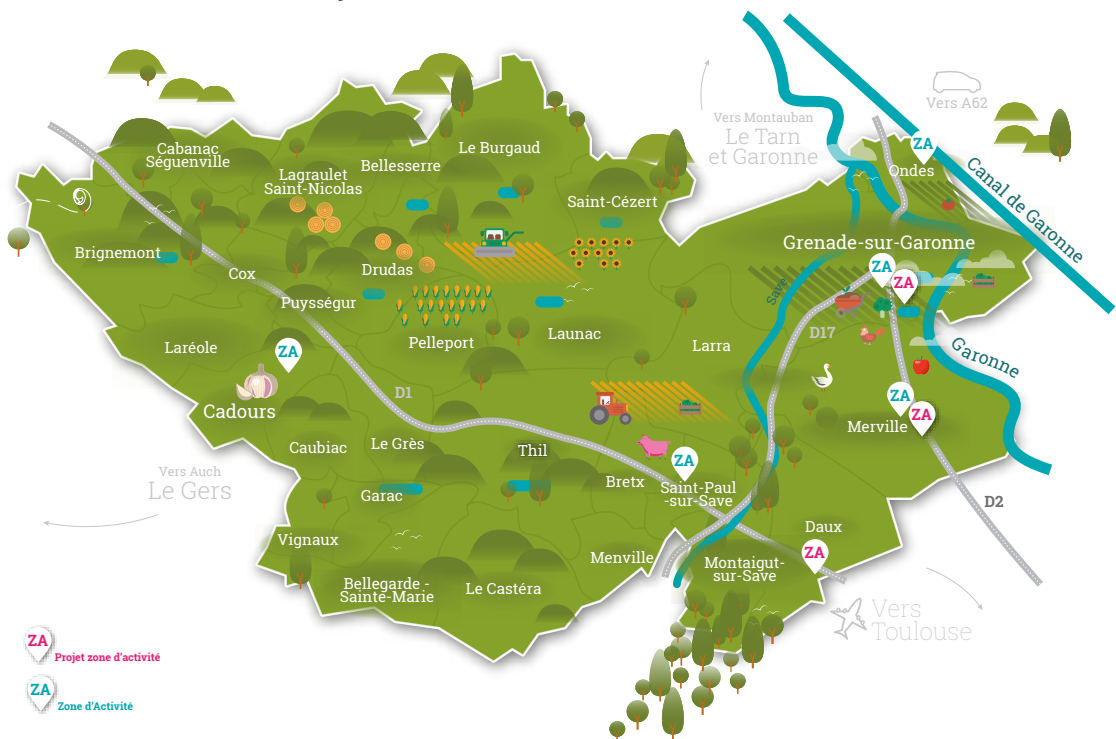 Vers A62
Vers Montauban
Le Tarn
et Garonne
ZA
Ondes
Canal de Garonne
Cabanac
Séguenville
Lagraulet
Saint-Nicolas
Bellesserre
Le Burgaud
Saint-Cézert
Grenade-sur-Garonne
ZA
ZA
Save
Brignemont
Cox
Drudas
Puysségur
Pelleport
Launac
Larra
D17
Garonne
Laréole
ZA
Cadours
D1
ZA
Merville
ZA
Caubiac
Le Grès
Thil
Bretx
ZA
Saint-Paul
-sur-Save
Vers Auch
Le Gers
Garac
D2
Vignaux
Menville
Daux
ZA
Montaigut-
sur-Save
Bellegarde -
Sainte-Marie
Le Castéra
Vers
Toulouse
ZA
Projet zone d'activité
ZA
Zone d'Activité